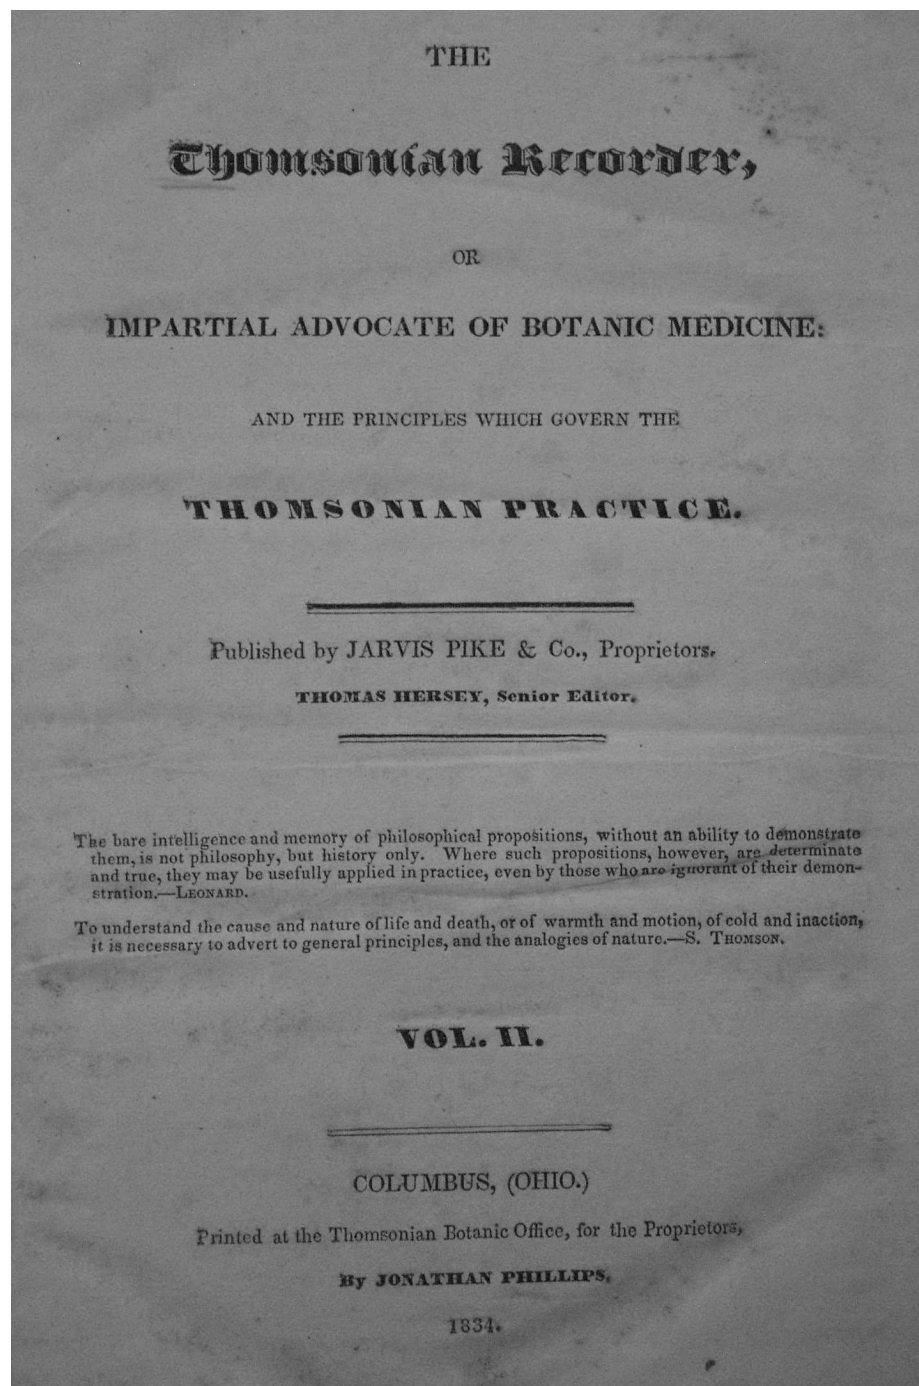 THE
Thomsonian Recorder,
OR
IMPARTIAL ADVOCATE OF BOTANIC MEDICINE:
AND THE PRINCIPLES WHICH GOVERN THE
THOMSONIAN PRACTICE.
Published by JARVIS PIKE & Co., Proprietors.
THOMAS HERSEY, Senior Editor.
The bare intelligence and memory of philosophical propositions, without an ability to demonstrate
them, is not philosophy, but history only. Where such propositions, however, are determinate
and true, they may be usefully applied in practice, even by those who are ignorant of their demon-
stration.—LEONARD.
To understand the cause and nature of life and death, or of warmth and motion, of cold and inaction,
it is necessary to advert to general principles, and the analogies of nature.—S. THOMSON.
VOL. II.
COLUMBUS, (OHIO.)
Printed at the Thomsonian Botanic Office, for the Proprietors,
By JONATHAN PHILLIPS.
1834.